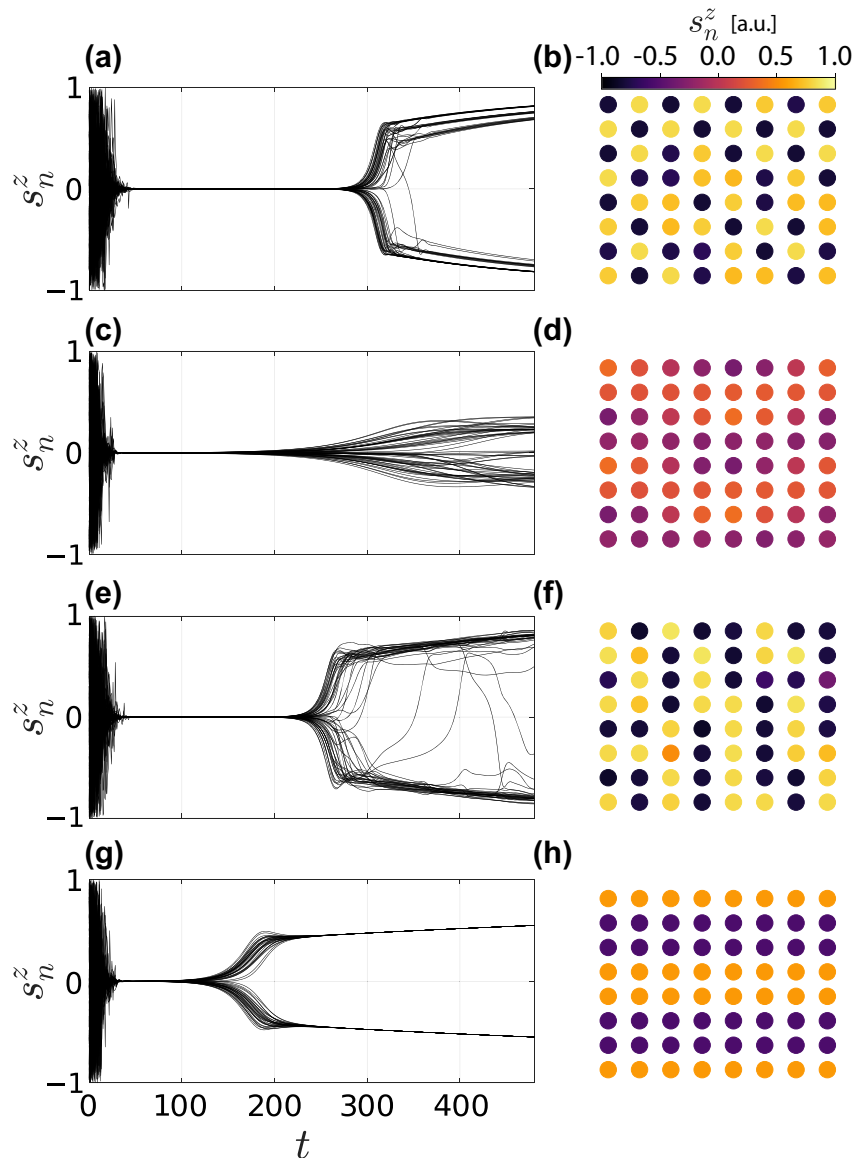 (a)
(b)
s_n^z [a.u.]
-1.0 -0.5 0.0 0.5 1.0
1
0
-1
s_n^z
(c)
(d)
1
0
-1
s_n^z
(e)
(f)
1
0
-1
s_n^z
(g)
(h)
1
0
-1
s_n^z
0 100 200 300 400
t